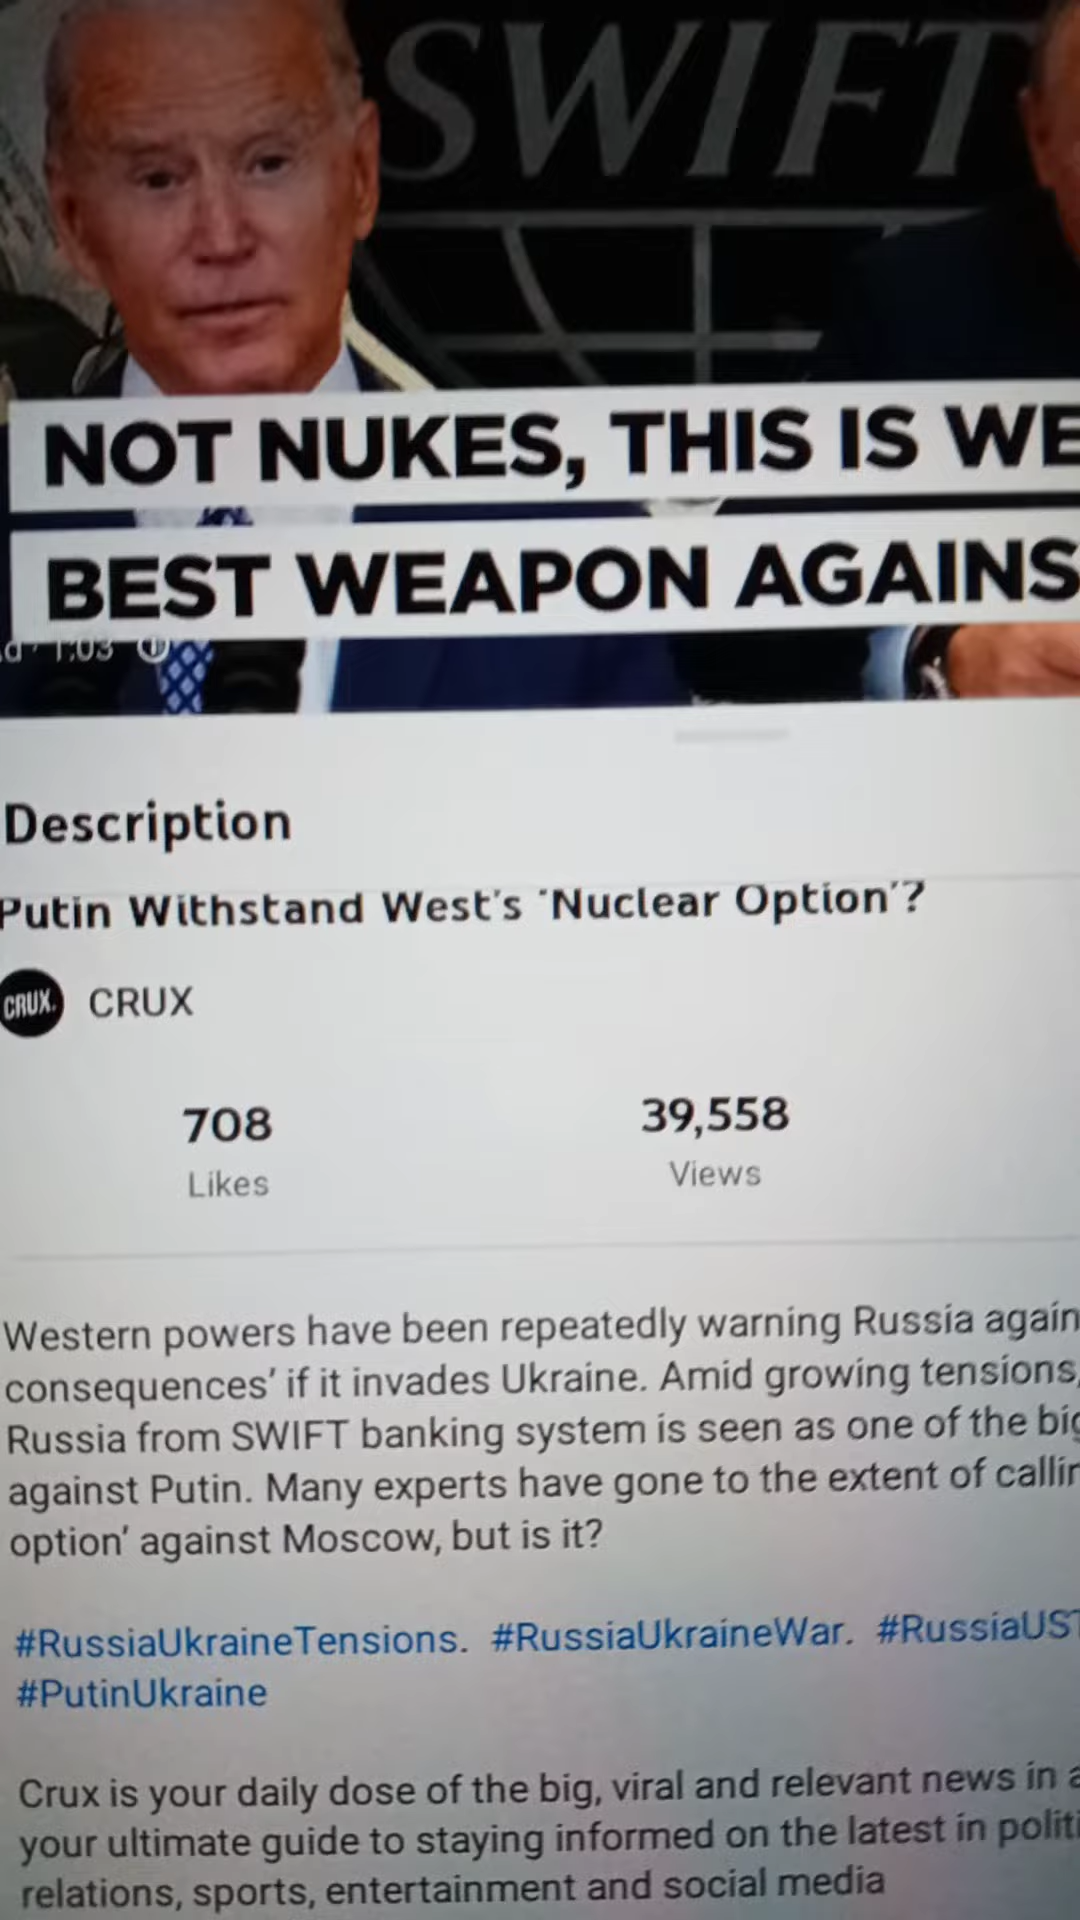 SWIFT
NOT NUKES, THIS IS WE
BEST WEAPON AGAINS
1:03
Description
Putin Withstand West's 'Nuclear Option'?
CRUX.
CRUX
708
39,558
Likes
Views
Western powers have been repeatedly warning Russia again
consequences' if it invades Ukraine. Amid growing tensions,
Russia from SWIFT banking system is seen as one of the big
against Putin. Many experts have gone to the extent of callin
option' against Moscow, but is it?
#RussiaUkraineTensions. #RussiaUkraineWar. #RussiaUST
#PutinUkraine
Crux is your daily dose of the big, viral and relevant news in a
your ultimate guide to staying informed on the latest in politi
relations, sports, entertainment and social media